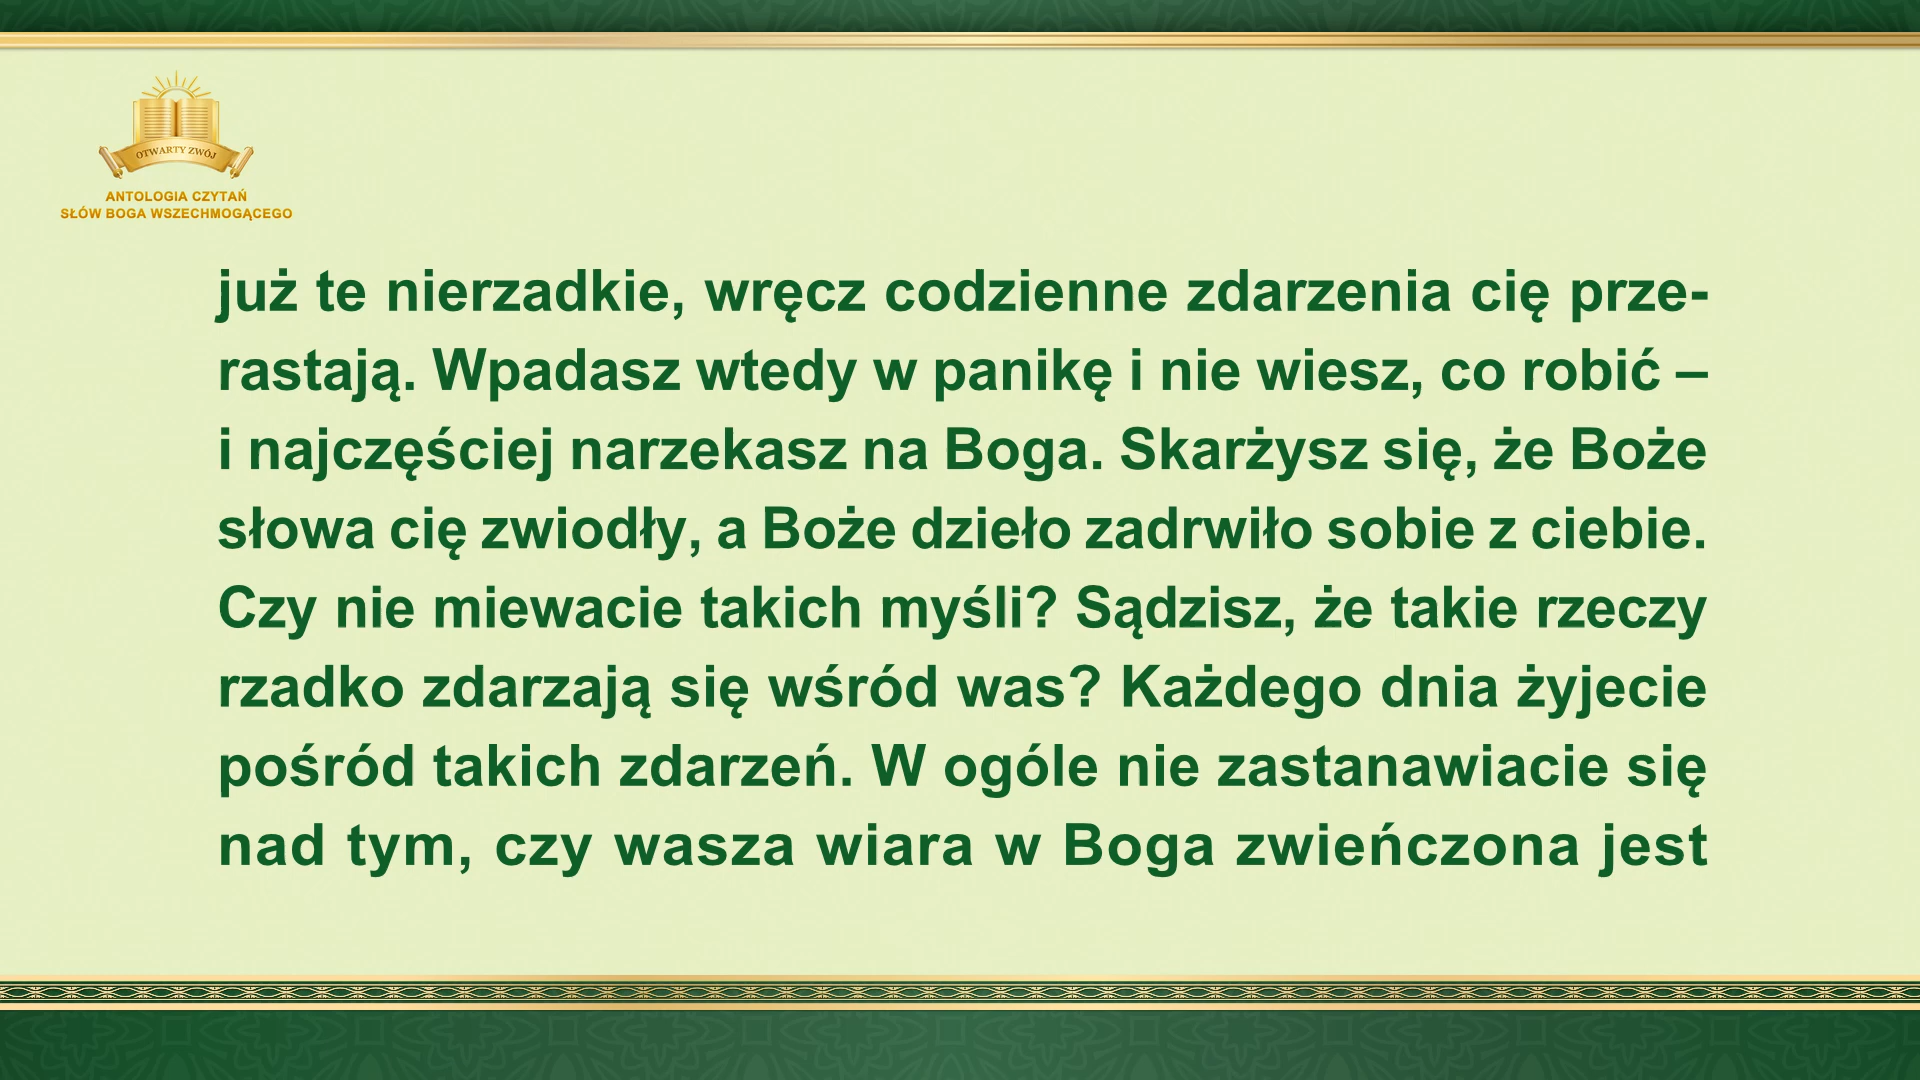 OTWARTY ZWÓJ
ANTOLOGIA CZYTAŃ
SŁÓW BOGA WSZECHMOGĄCEGO
już te nierzadkie, wręcz codzienne zdarzenia cię prze-
rastają. Wpadasz wtedy w panikę i nie wiesz, co robić –
i najczęściej narzekasz na Boga. Skarżysz się, że Boże
słowa cię zwiodły, a Boże dzieło zadrwiło sobie z ciebie.
Czy nie miewacie takich myśli? Sądzisz, że takie rzeczy
rzadko zdarzają się wśród was? Każdego dnia żyjecie
pośród takich zdarzeń. W ogóle nie zastanawiacie się
nad tym, czy wasza wiara w Boga zwieńczona jest